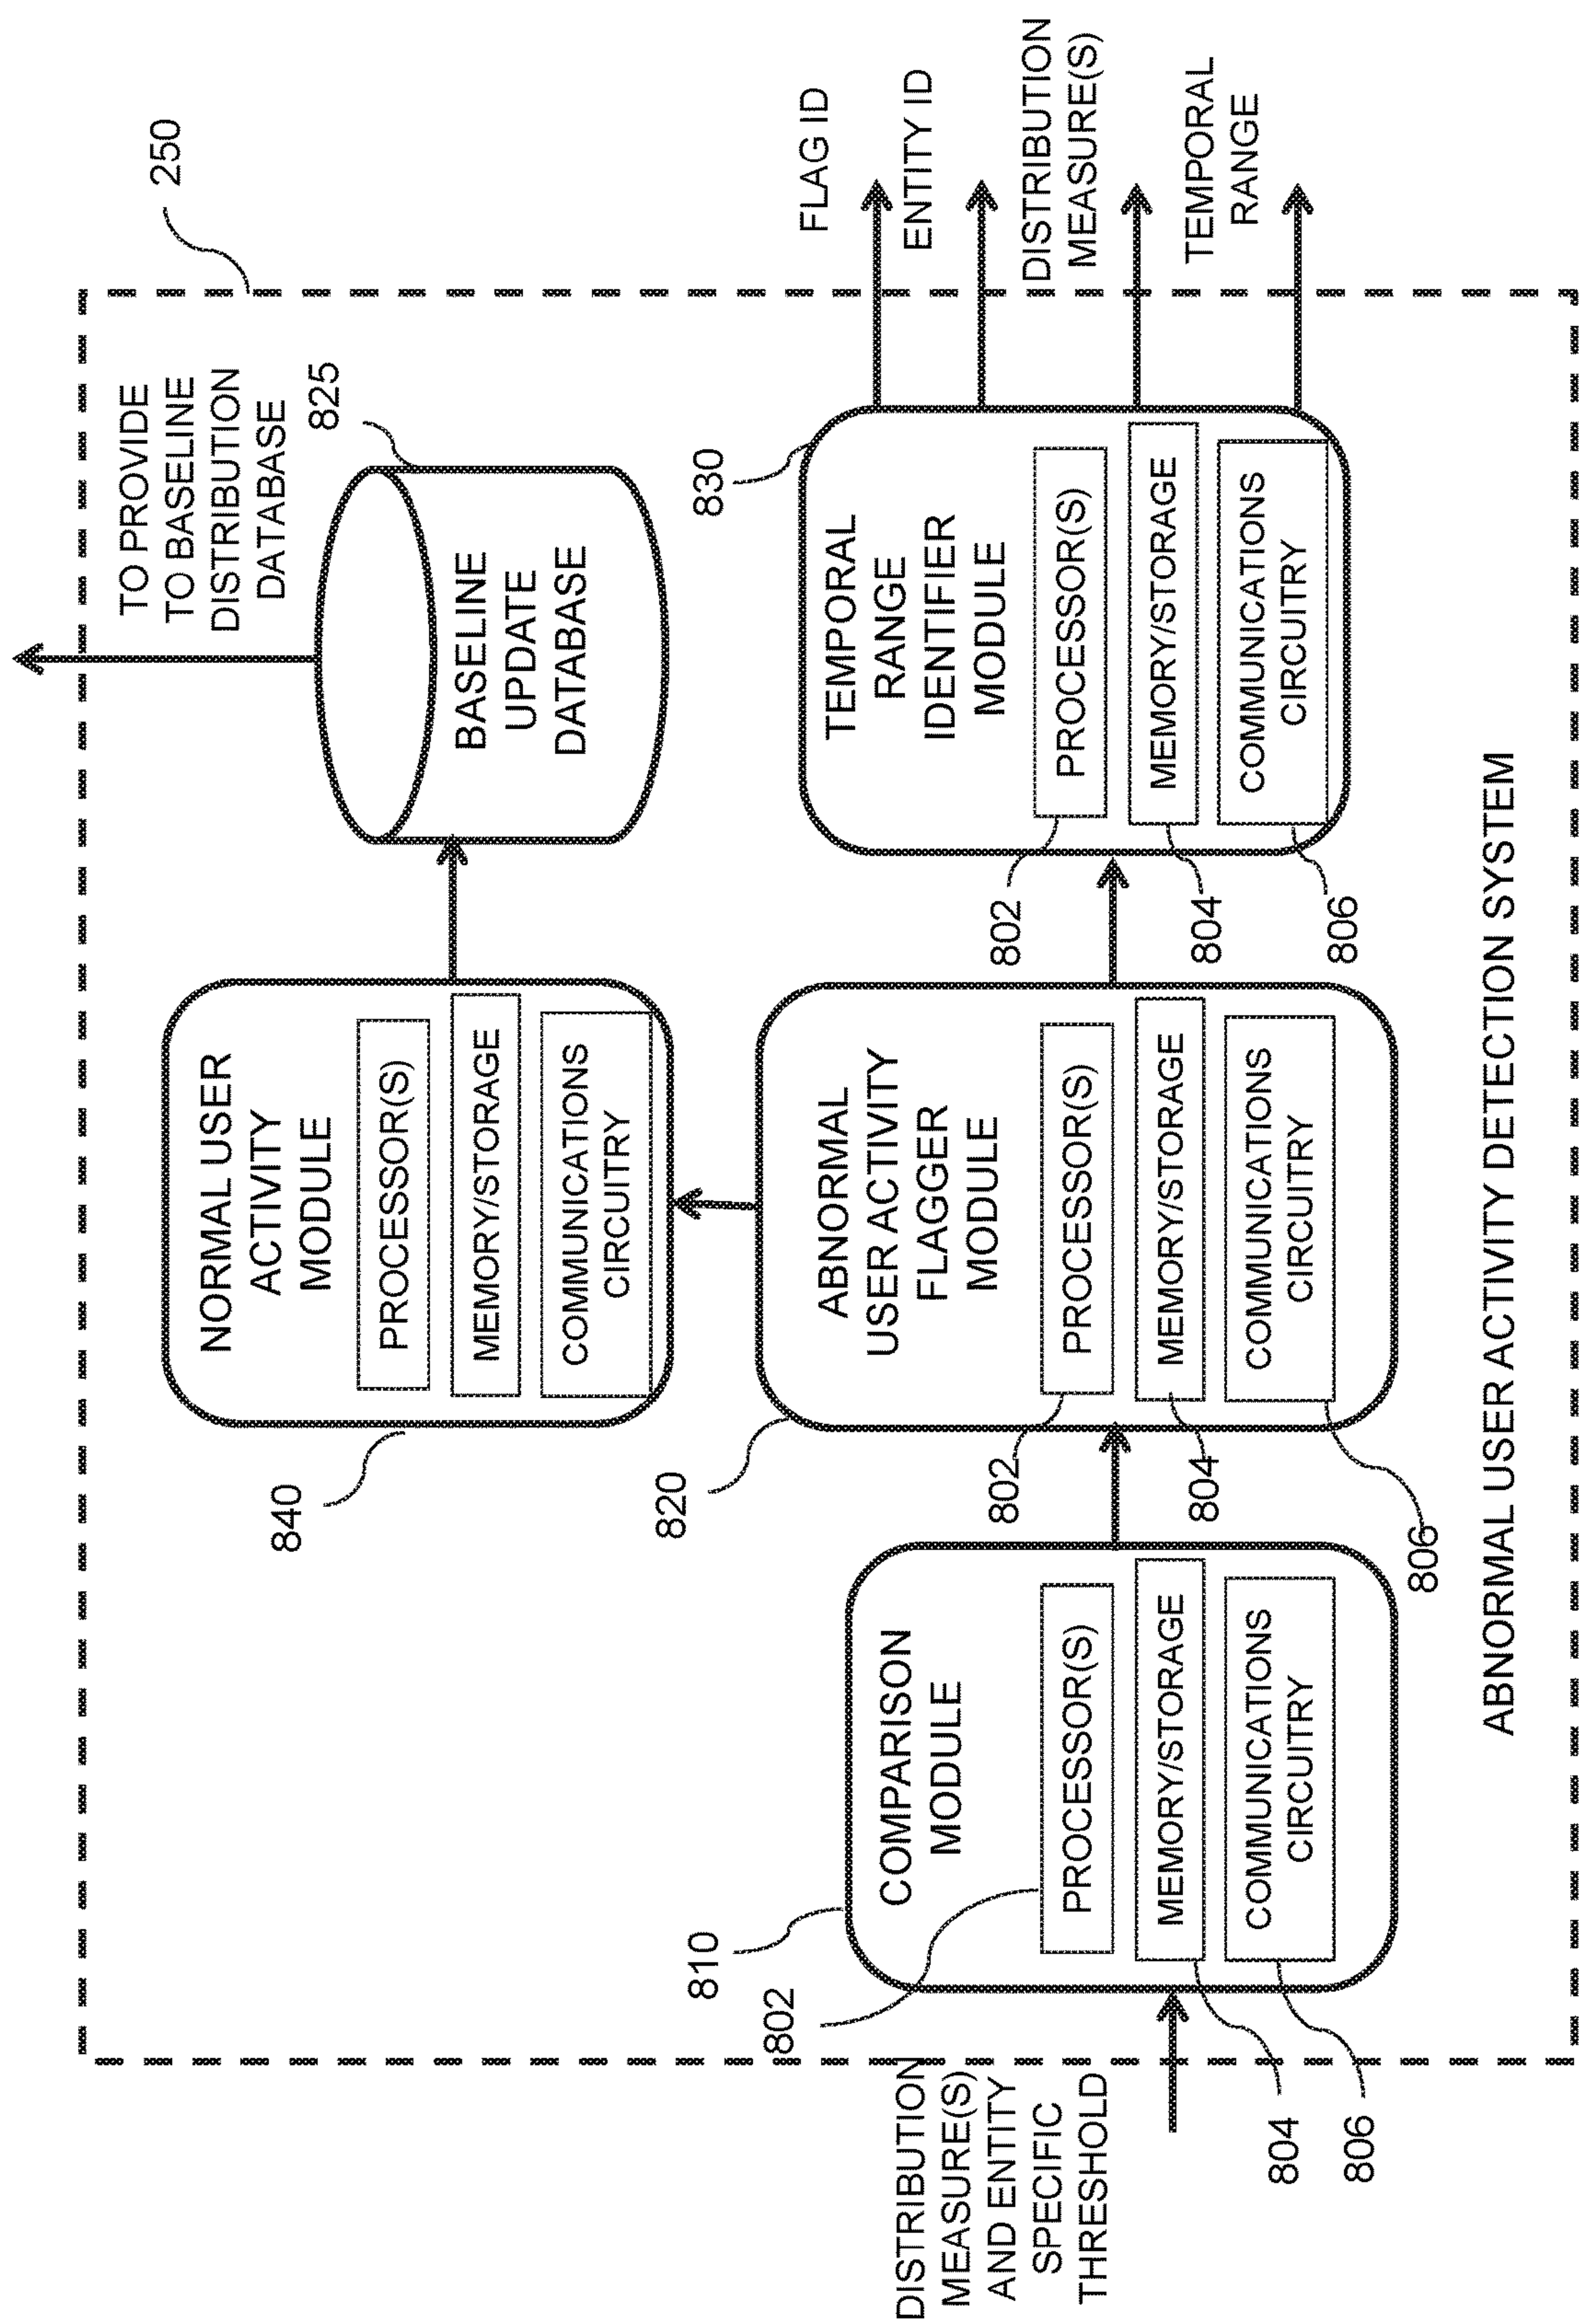 TO PROVIDE
TO BASELINE
DISTRIBUTION
DATABASE
250
840
NORMAL USER
ACTIVITY
MODULE
PROCESSOR(S)
MEMORY/STORAGE
COMMUNICATIONS
CIRCUITRY
825
BASELINE
UPDATE
DATABASE
DISTRIBUTION
MEASURE(S)
AND ENTITY
SPECIFIC
THRESHOLD
810
COMPARISON
MODULE
PROCESSOR(S)
MEMORY/STORAGE
COMMUNICATIONS
CIRCUITRY
802
804
806
820
ABNORMAL
USER ACTIVITY
FLAGGER
MODULE
PROCESSOR(S)
MEMORY/STORAGE
COMMUNICATIONS
CIRCUITRY
802
804
806
830
TEMPORAL
RANGE
IDENTIFIER
MODULE
PROCESSOR(S)
MEMORY/STORAGE
COMMUNICATIONS
CIRCUITRY
802
804
806
FLAG ID
ENTITY ID
DISTRIBUTION
MEASURE(S)
TEMPORAL
RANGE
ABNORMAL USER ACTIVITY DETECTION SYSTEM